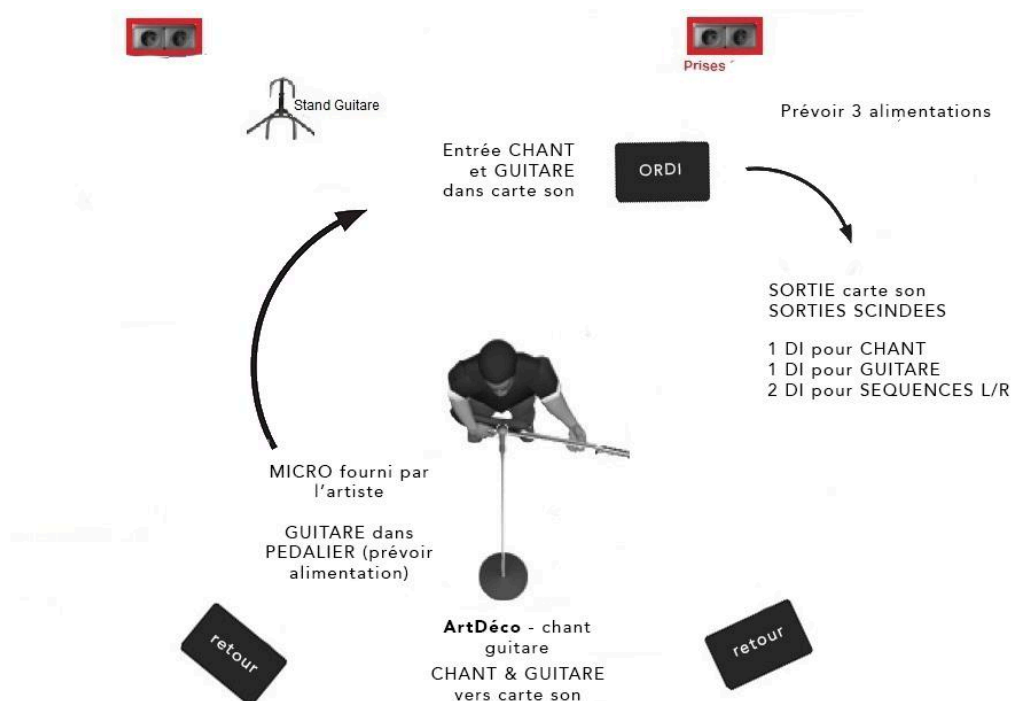 Prises
Stand Guitare
Prévoir 3 alimentations
Entrée CHANT
et GUITARE
dans carte son
ORDI
SORTIE carte son
SORTIES SCINDEES
1 DI pour CHANT
1 DI pour GUITARE
2 DI pour SEQUENCES L/R
MICRO fourni par
l’artiste
GUITARE dans
PEDALIER (prévoir
alimentation)
retour
ArtDéco - chant
guitare
CHANT & GUITARE
vers carte son
retour